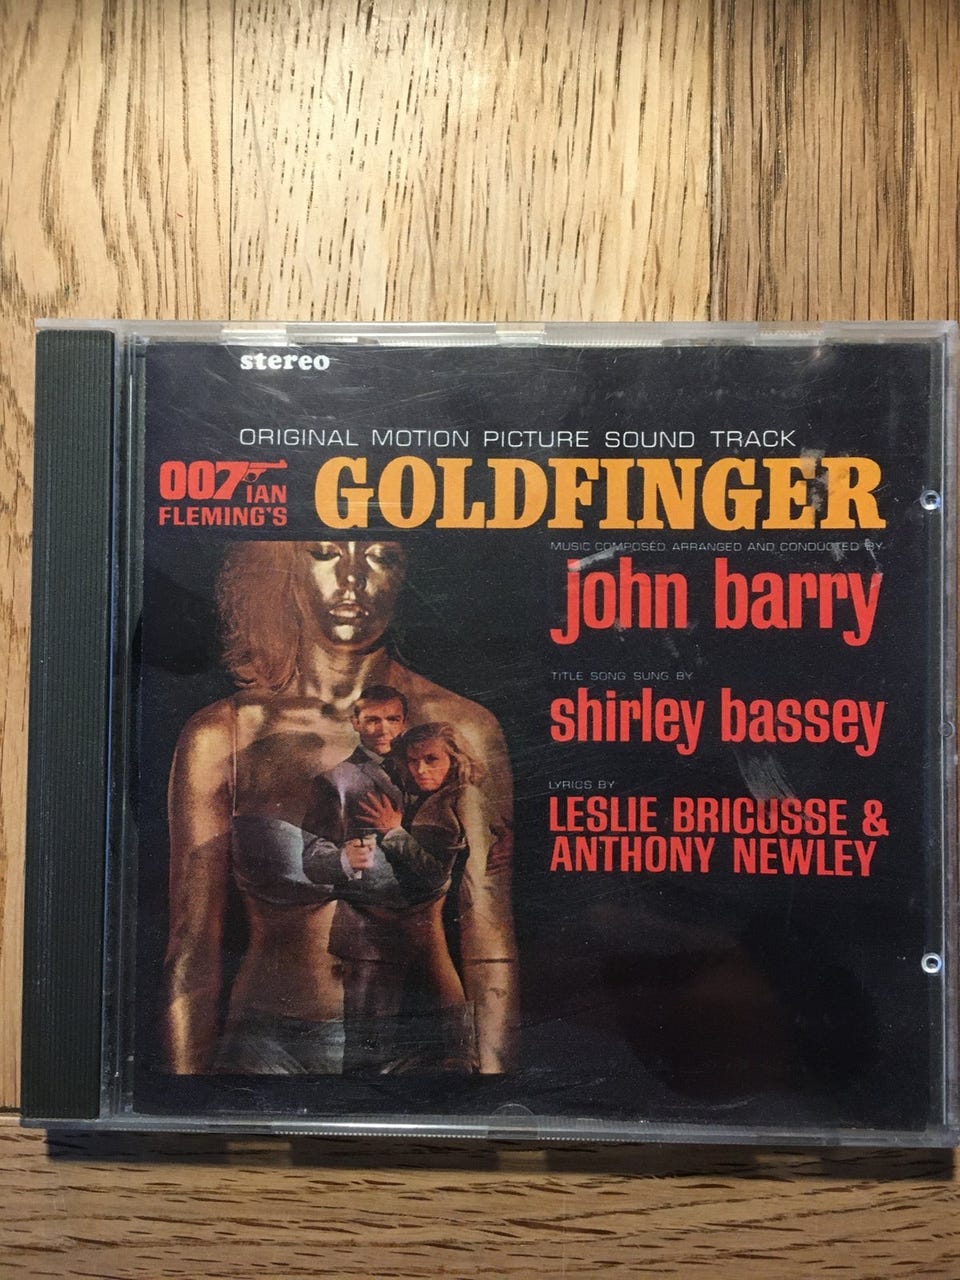 stereo
ORIGINAL MOTION PICTURE SOUND TRACK
007 IAN FLEMING'S
GOLDFINGER
MUSIC COMPOSED ARRANGED AND CONDUCTED BY
john barry
TITLE SONG SUNG BY
shirley bassey
LYRICS BY
LESLIE BRICUSSE &
ANTHONY NEWLEY